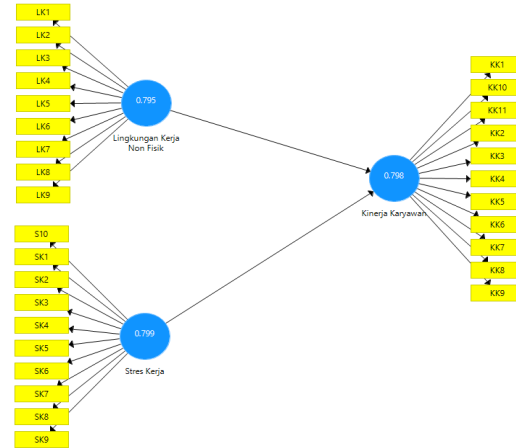 LK1
LK2
LK3
LK4
LK5
LK6
LK7
LK8
LK9
0.795
Lingkungan Kerja
Non Fisik
S10
SK1
SK2
SK3
SK4
SK5
SK6
SK7
SK8
SK9
0.799
Stres Kerja
0.798
Kinerja Karyawan
KK1
KK10
KK11
KK2
KK3
KK4
KK5
KK6
KK7
KK8
KK9